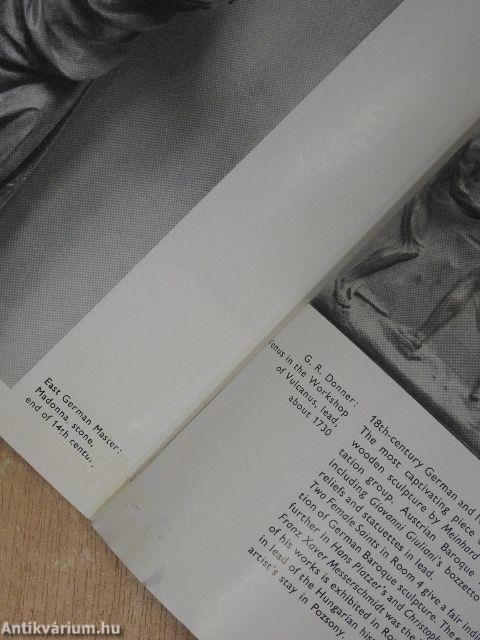 East German Master:
Madonna, stone,
end of 14th
G. R. Donner:
Venus in the Workshop
of Vulcanus, lead,
about 1730
18th-century German and
The most captivating piece
wooden sculpture by Meinhard
tation group. Austrian Baroque
including Giovanni Giuliani's bozzetto
reliefs and statuettes in lead. The
Two Female Saints in Room 4 give a fair
tion of German Baroque sculpture. The
further in Hans Platzer's and Christoph
Franz Xaver Messerschmidt was the
of his works is exhibited in
in lead of the Hungarian
artist's stay in Pozsony.
Antikvárium.hu
Antikvárium.hu